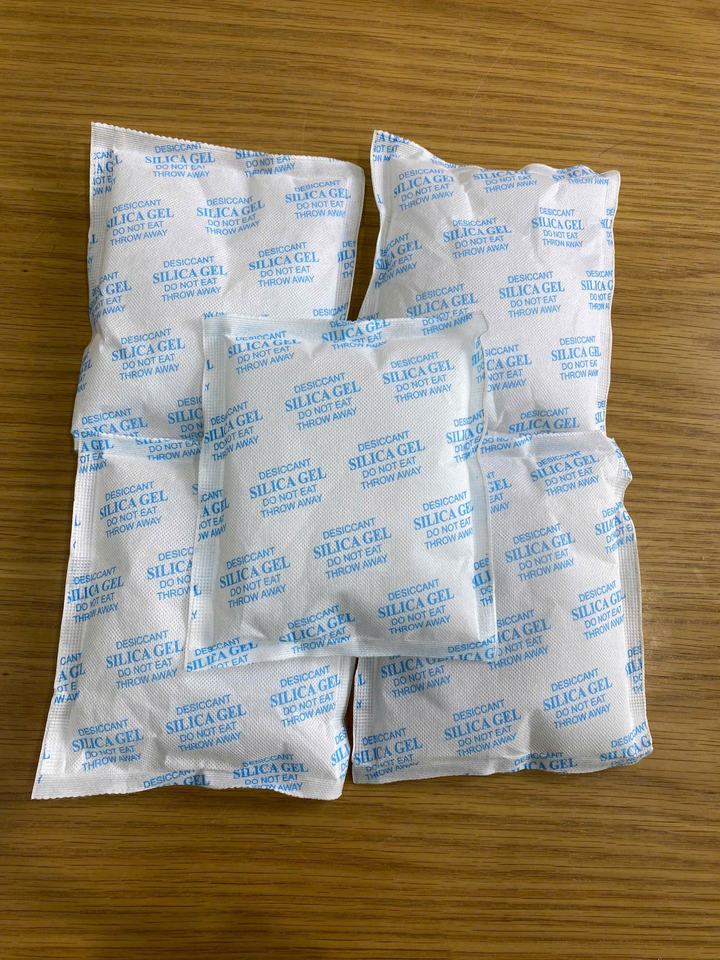 DESICCANT
SILICA GEL
DO NOT EAT
THROW AWAY